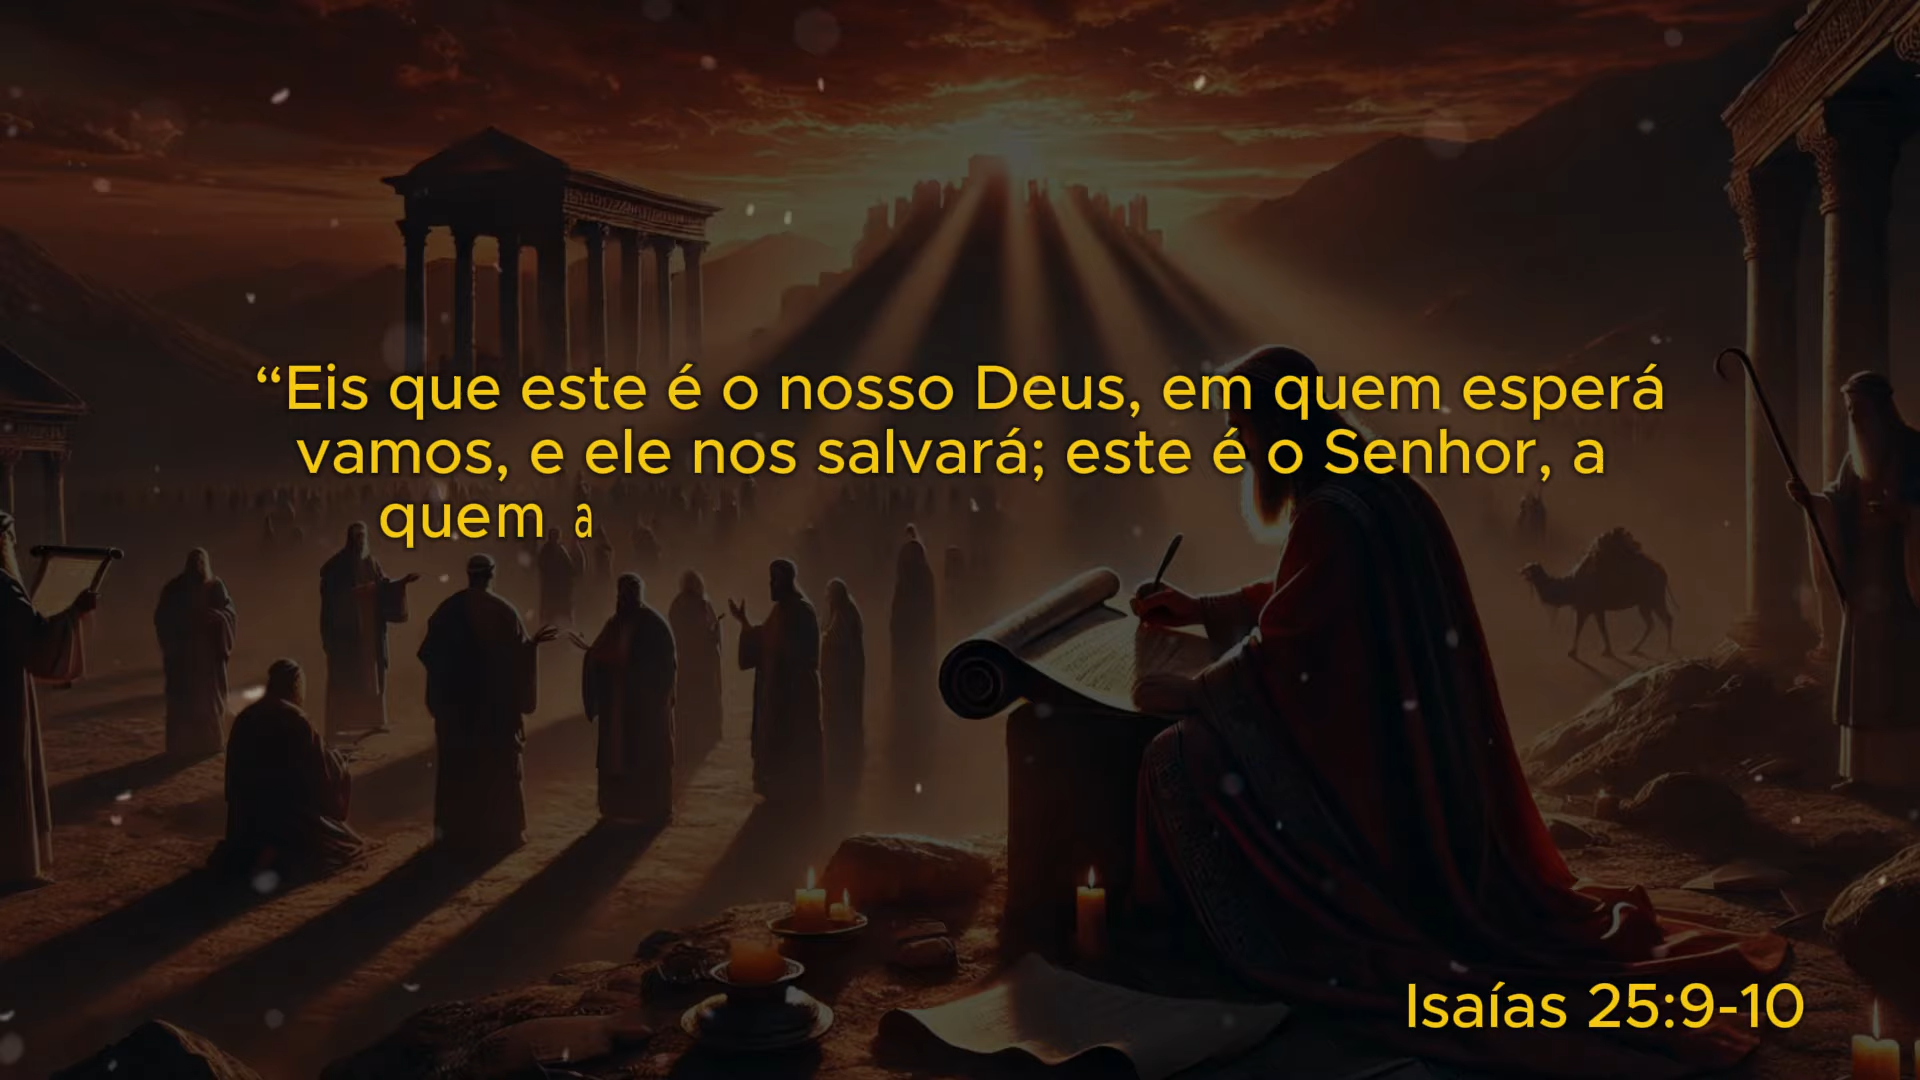 “Eis que este é o nosso Deus, em quem esperá
vamos, e ele nos salvará; este é o Senhor, a
quem a
Isaías 25:9-10